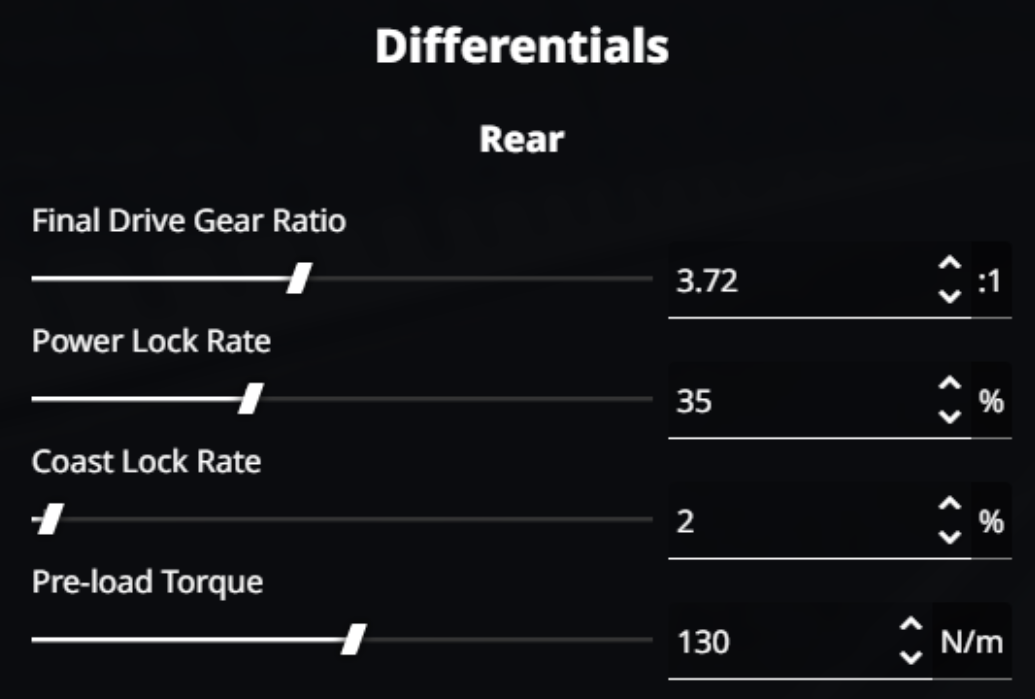 Differentials
Rear
Final Drive Gear Ratio
3.72 :1
Power Lock Rate
35 %
Coast Lock Rate
2 %
Pre-load Torque
130 N/m